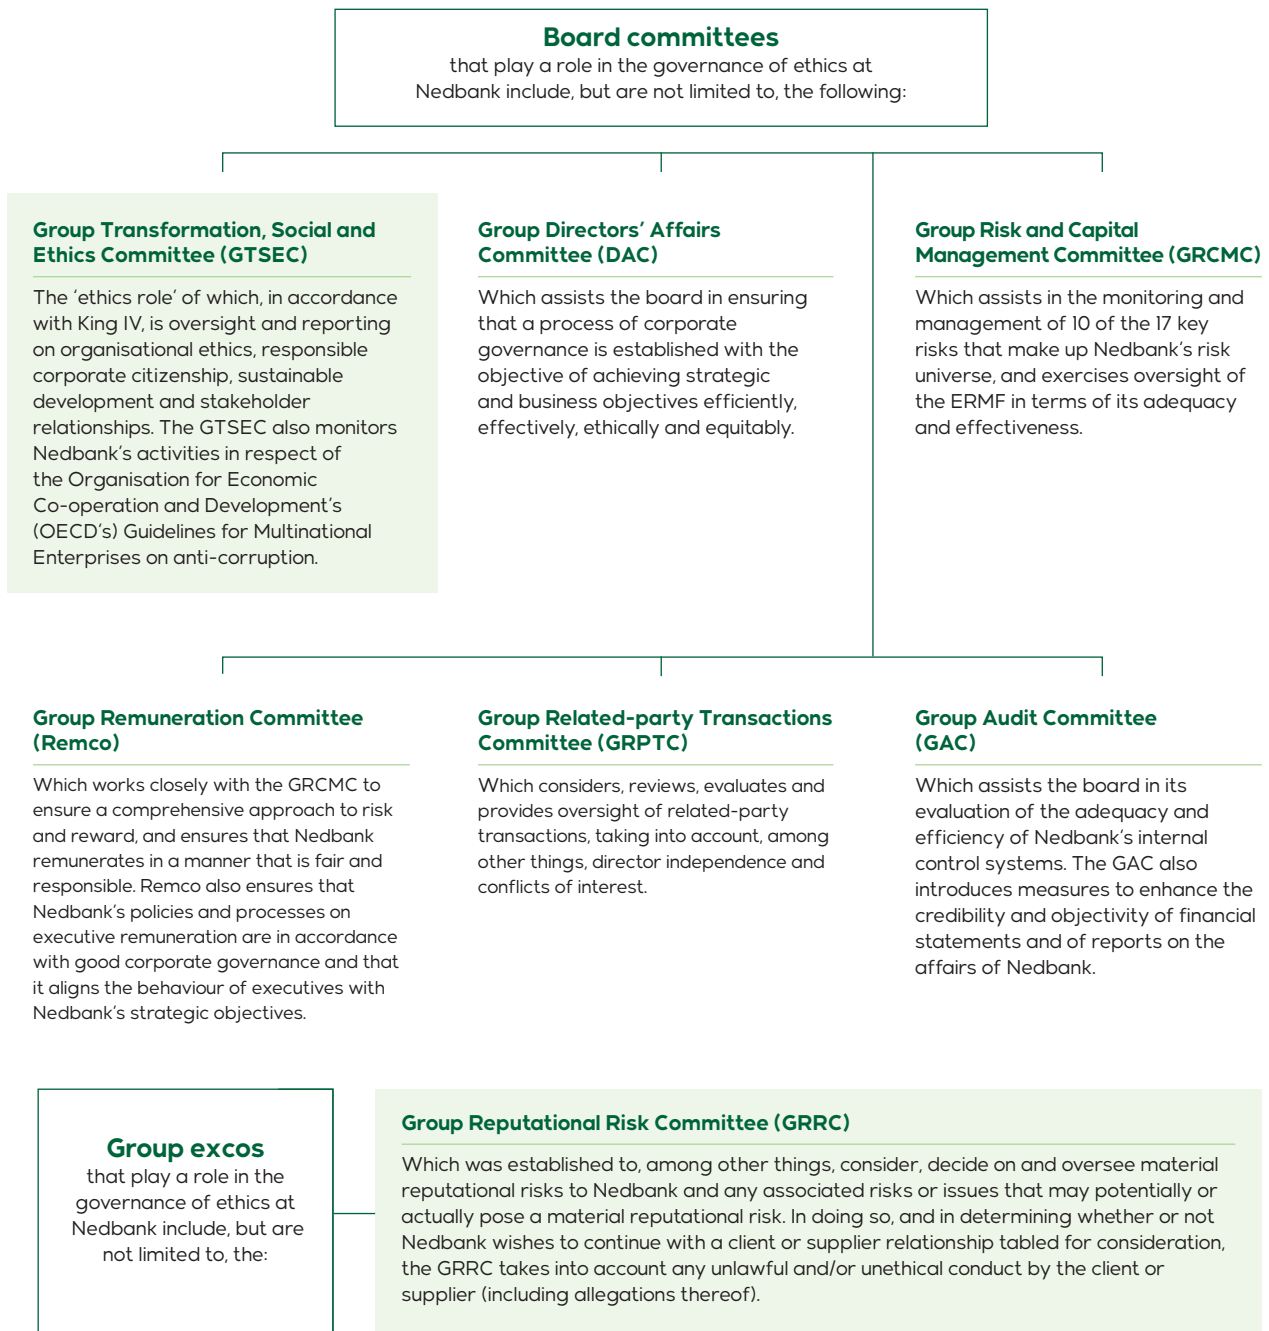 Board committees
that play a role in the governance of ethics at
Nedbank include, but are not limited to, the following:
Group Transformation, Social and
Ethics Committee (GTSEC)
The ‘ethics role’ of which, in accordance
with King IV, is oversight and reporting
on organisational ethics, responsible
corporate citizenship, sustainable
development and stakeholder
relationships. The GTSEC also monitors
Nedbank’s activities in respect of
the Organisation for Economic
Co-operation and Development’s
(OECD’s) Guidelines for Multinational
Enterprises on anti-corruption.
Group Directors’ Affairs
Committee (DAC)
Which assists the board in ensuring
that a process of corporate
governance is established with the
objective of achieving strategic
and business objectives efficiently,
effectively, ethically and equitably.
Group Risk and Capital
Management Committee (GRCMC)
Which assists in the monitoring and
management of 10 of the 17 key
risks that make up Nedbank’s risk
universe, and exercises oversight of
the ERMF in terms of its adequacy
and effectiveness.
Group Remuneration Committee
(Remco)
Which works closely with the GRCMC to
ensure a comprehensive approach to risk
and reward, and ensures that Nedbank
remunerates in a manner that is fair and
responsible. Remco also ensures that
Nedbank’s policies and processes on
executive remuneration are in accordance
with good corporate governance and that
it aligns the behaviour of executives with
Nedbank’s strategic objectives.
Group Related-party Transactions
Committee (GRPTC)
Which considers, reviews, evaluates and
provides oversight of related-party
transactions, taking into account, among
other things, director independence and
conflicts of interest.
Group Audit Committee
(GAC)
Which assists the board in its
evaluation of the adequacy and
efficiency of Nedbank’s internal
control systems. The GAC also
introduces measures to enhance the
credibility and objectivity of financial
statements and of reports on the
affairs of Nedbank.
Group excos
that play a role in the
governance of ethics at
Nedbank include, but are
not limited to, the:
Group Reputational Risk Committee (GRRC)
Which was established to, among other things, consider, decide on and oversee material
reputational risks to Nedbank and any associated risks or issues that may potentially or
actually pose a material reputational risk. In doing so, and in determining whether or not
Nedbank wishes to continue with a client or supplier relationship tabled for consideration,
the GRRC takes into account any unlawful and/or unethical conduct by the client or
supplier (including allegations thereof).